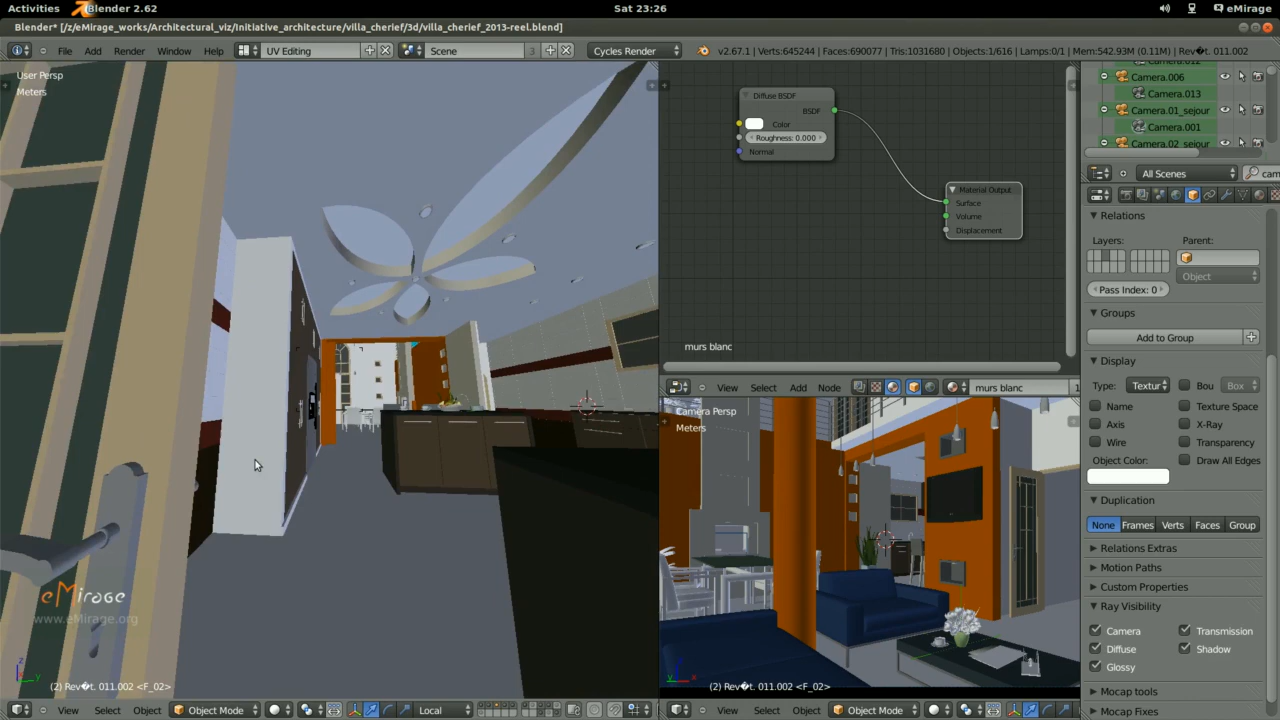 Activities
Blender 2.62
Sat 23:26
eMirage
Blender* [/z/eMirage_works/Architectural_viz/Initiative_architecture/villa_cherief/3d/villa_cherief_2013-reel.blend]
File
Add
Render
Window
Help
UV Editing
Scene
3
Cycles Render
v2.67.1 | Verts:645244 | Faces:690077 | Tris:1031680 | Objects:1/616 | Lamps:0/1 | Mem:542.93M (0.11M) | Rev�t. 011.002
User Persp
Meters
Diffuse BSDF
BSDF
Color
Roughness: 0.000
Normal
Material Output
Surface
Volume
Displacement
murs blanc
View
Select
Add
Node
murs blanc
1
Camera Persp
Meters
Camera.012
Camera.006
Camera.013
Camera.01_sejour
Camera.001
Camera.02_sejour
All Scenes
cam
Relations
Layers:
Parent:
Object
Pass Index: 0
Groups
Add to Group
Display
Type:
Textur
Bou
Box
Name
Texture Space
Axis
X-Ray
Wire
Transparency
Object Color:
Draw All Edges
Duplication
None
Frames
Verts
Faces
Group
Relations Extras
Motion Paths
Custom Properties
Ray Visibility
Camera
Transmission
Diffuse
Shadow
Glossy
Mocap tools
Mocap Fixes
eMirage
www.eMirage.org
z
y
(2) Rev�t. 011.002 <F_02>
y
x
(2) Rev�t. 011.002 <F_02>
View
Select
Object
Object Mode
Local
View
Select
Object
Object Mode